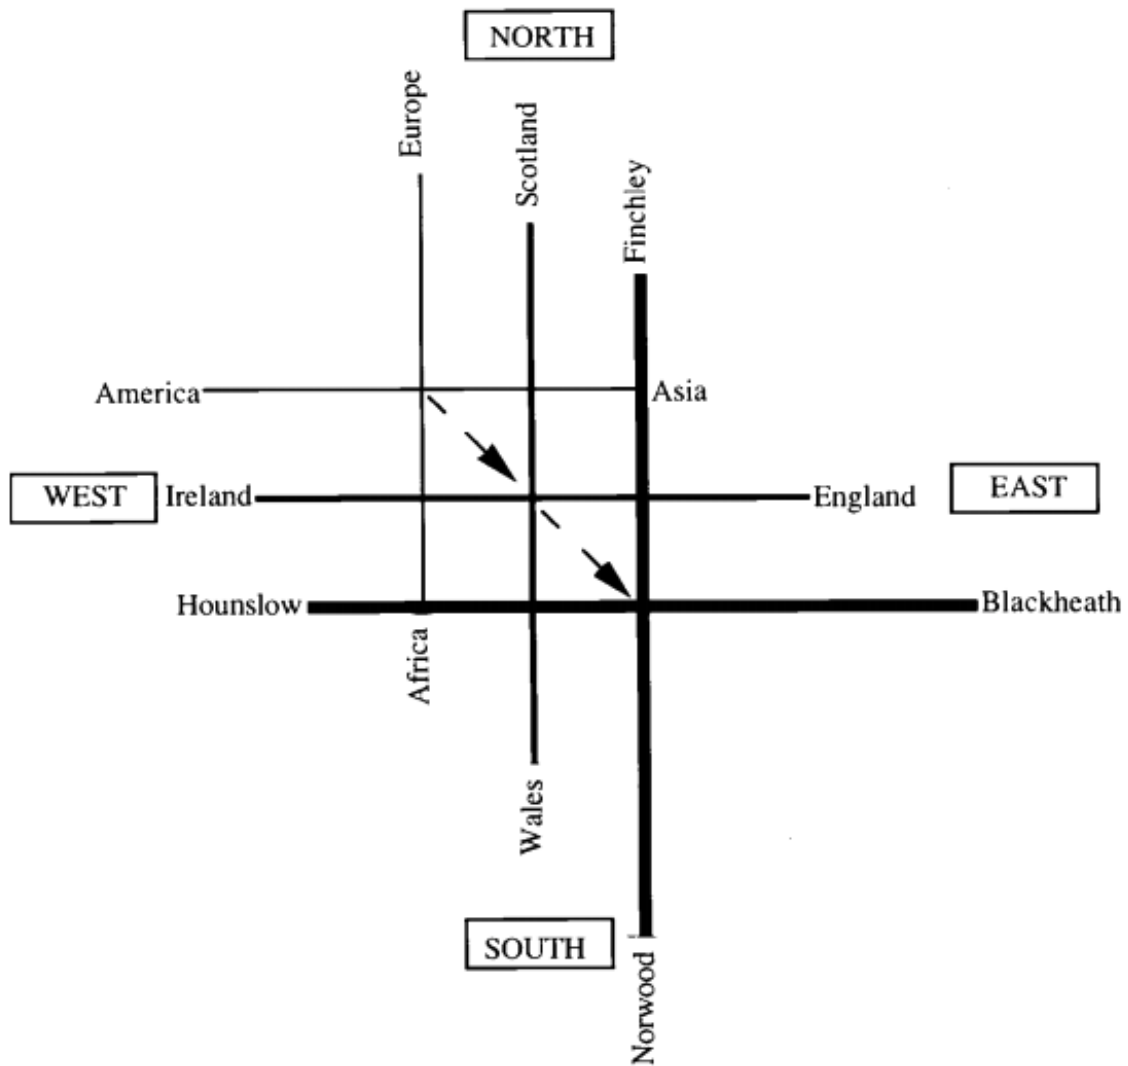 NORTH
Europe
Scotland
Finchley
America
Asia
WEST
Ireland
England
EAST
Hounslow
Blackheath
Africa
Wales
SOUTH
Norwood